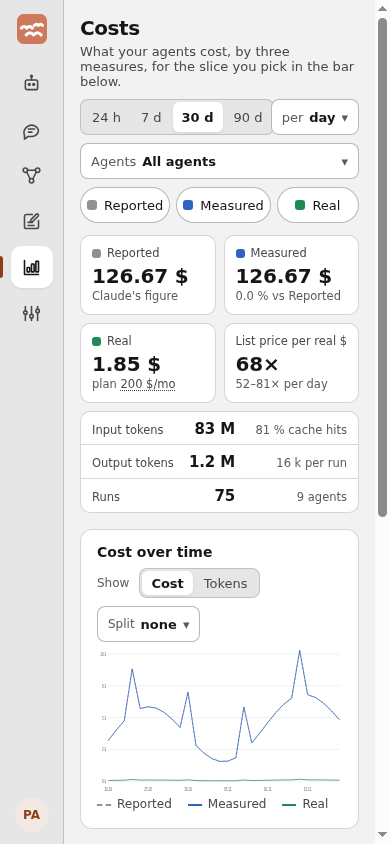 Costs
What your agents cost, by three
measures, for the slice you pick in the bar
below.
24 h 7 d 30 d 90 d per day ▾
Agents All agents ▾
Reported Measured Real
Reported
126.67 $
Claude's figure
Measured
126.67 $
0.0 % vs Reported
Real
1.85 $
plan 200 $/mo
List price per real $
68×
52–81× per day
Input tokens 83 M 81 % cache hits
Output tokens 1.2 M 16 k per run
Runs 75 9 agents
Cost over time
Show Cost Tokens
Split none ▾
Reported Measured Real
PA